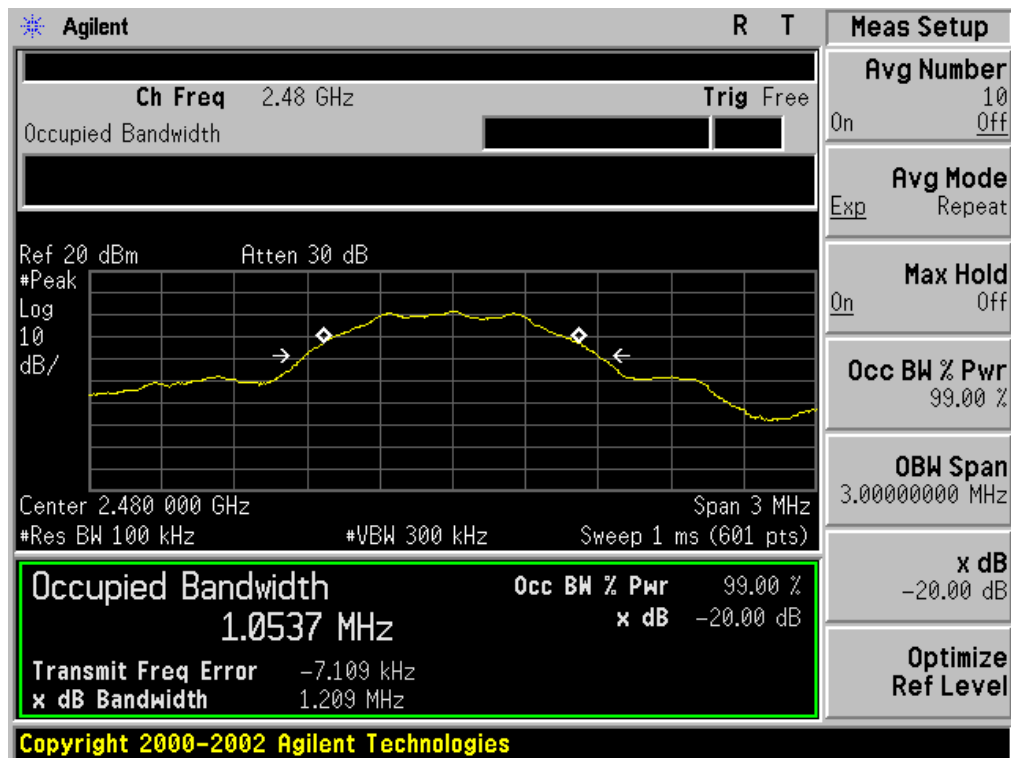 Agilent R T
Ch Freq 2.48 GHz Trig Free
Occupied Bandwidth
Ref 20 dBm Atten 30 dB
#Peak
Log
10
dB/
Center 2.480 000 GHz Span 3 MHz
#Res BW 100 kHz #VBW 300 kHz Sweep 1 ms (601 pts)
Occupied Bandwidth
1.0537 MHz
Occ BW % Pwr 99.00 %
x dB -20.00 dB
Transmit Freq Error -7.109 kHz
x dB Bandwidth 1.209 MHz
Copyright 2000-2002 Agilent Technologies
Meas Setup
Avg Number
10
On Off
Avg Mode
Exp Repeat
Max Hold
On Off
Occ BW % Pwr
99.00 %
OBW Span
3.00000000 MHz
x dB
-20.00 dB
Optimize
Ref Level